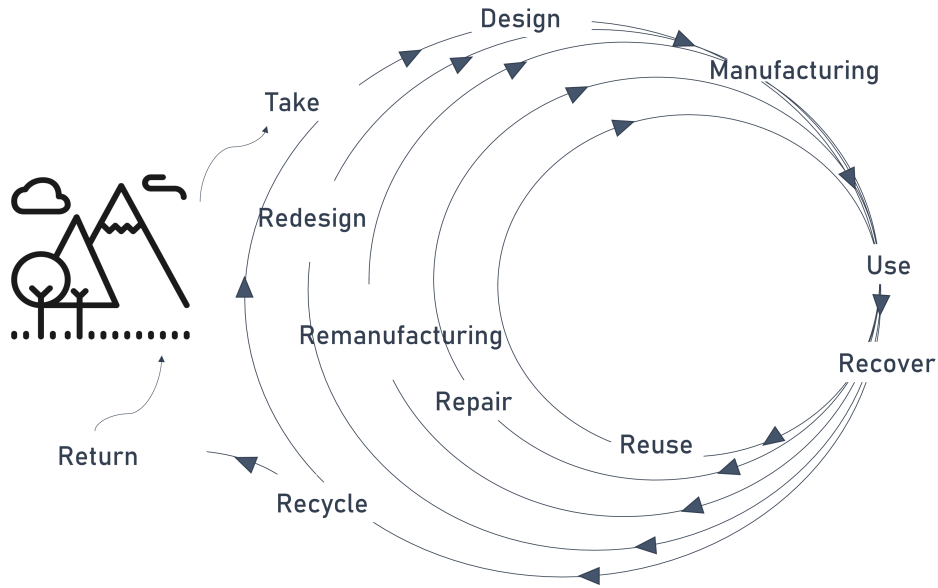 Design
Manufacturing
Take
Redesign
Use
Remanufacturing
Recover
Repair
Reuse
Return
Recycle